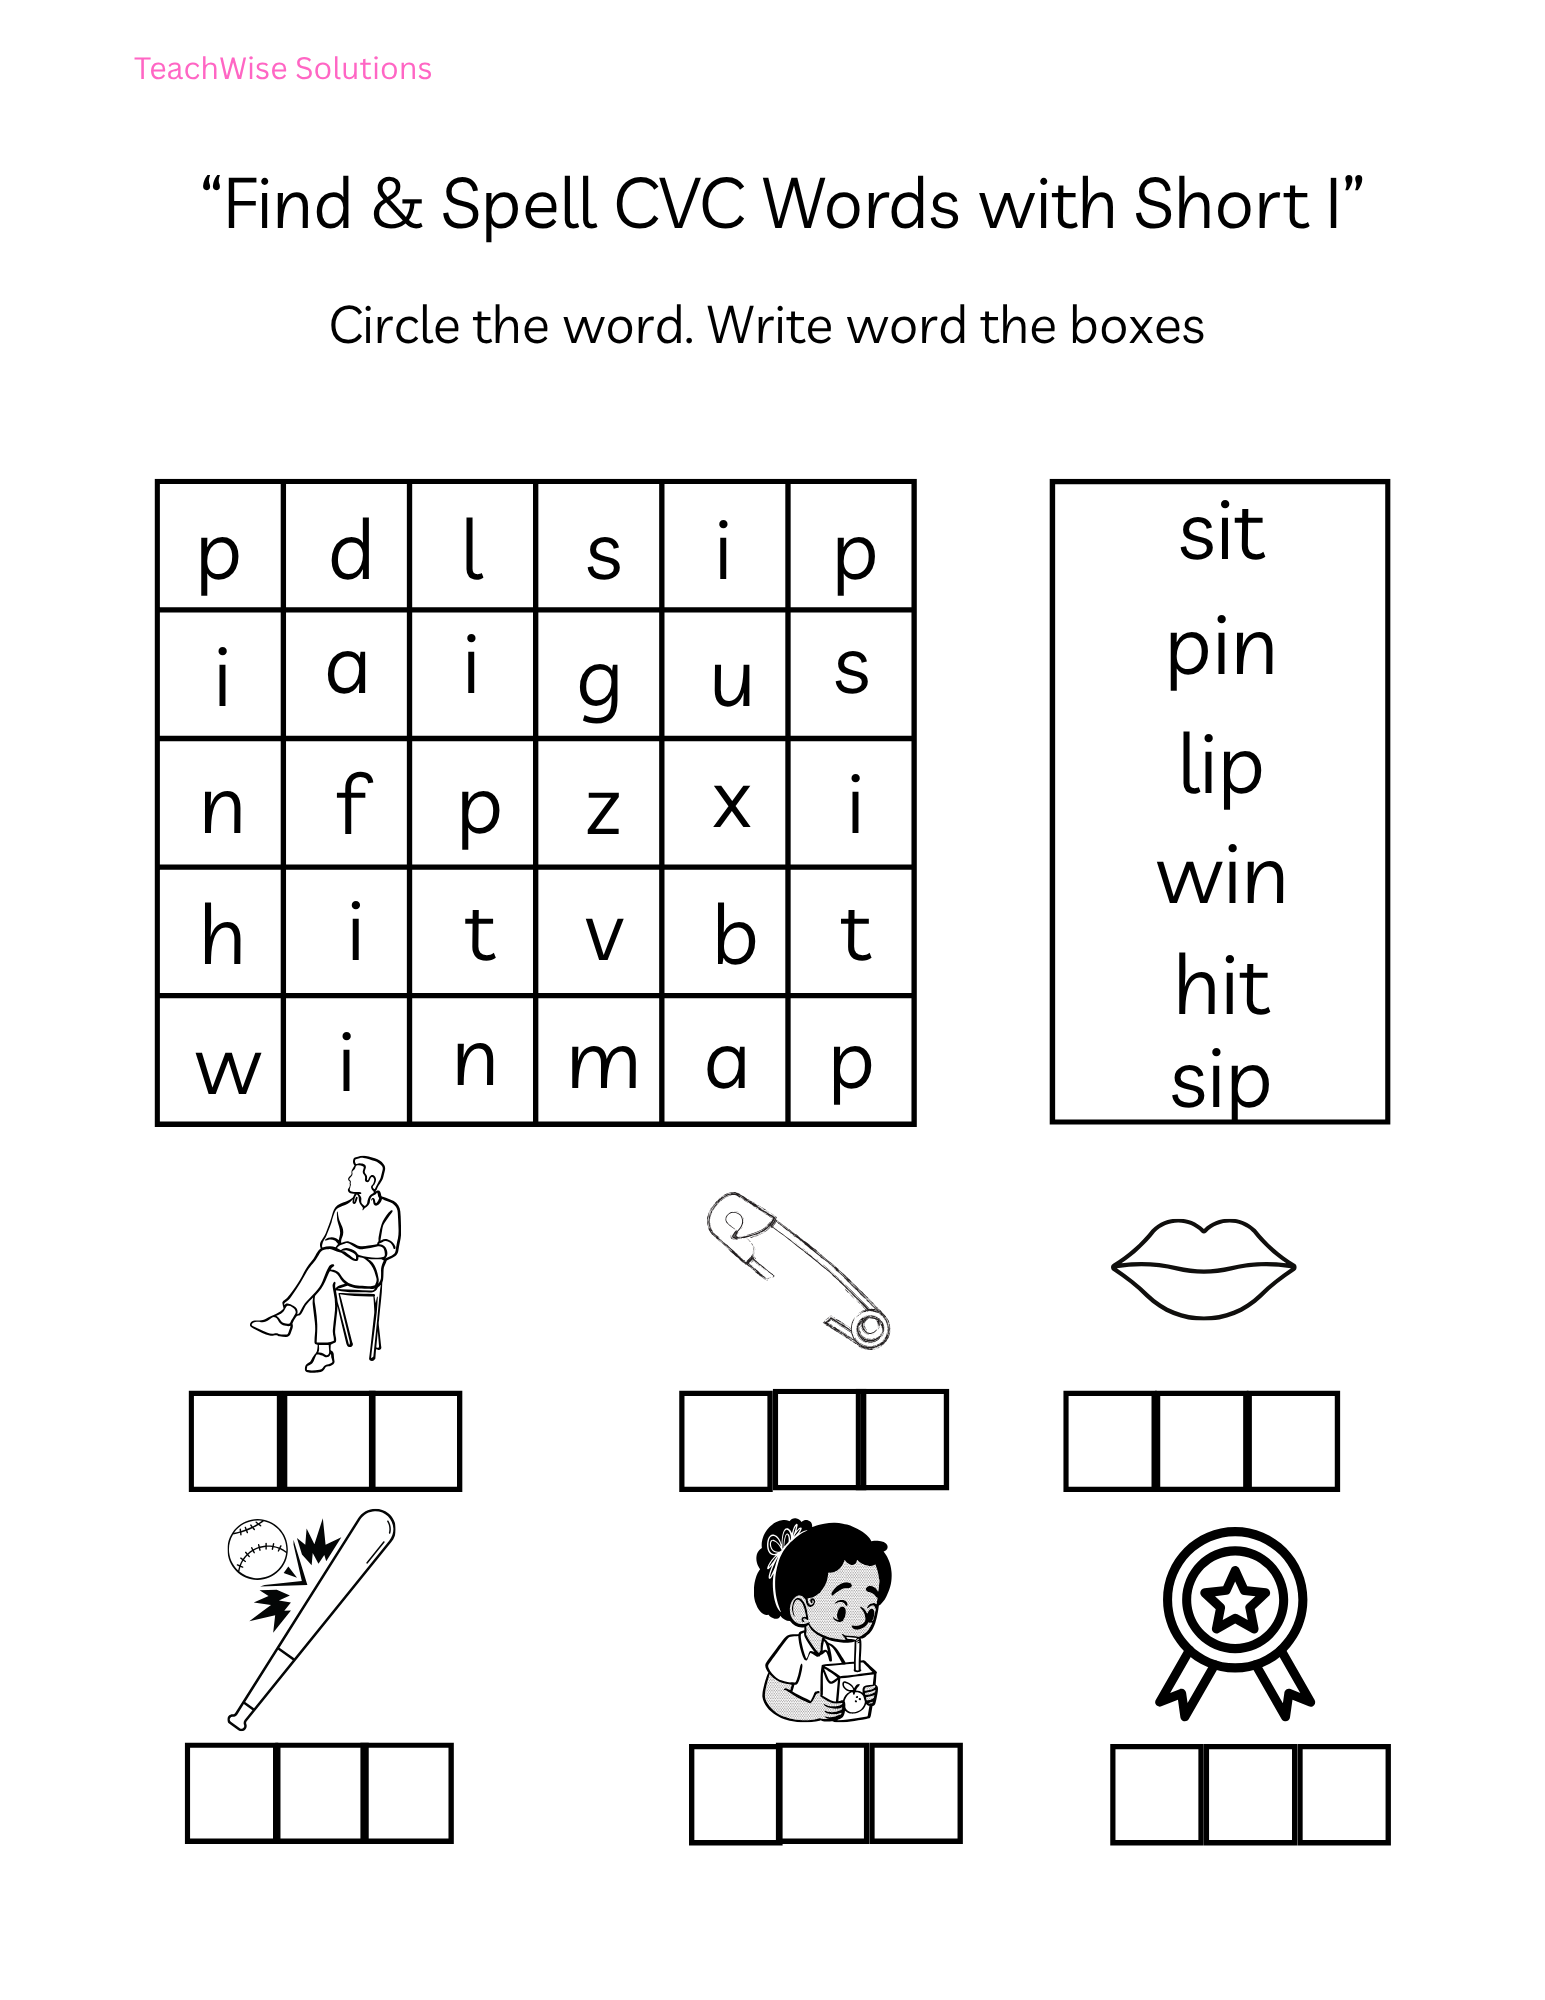 TeachWise Solutions
“Find & Spell CVC Words with Short I”
Circle the word. Write word the boxes
p d l s i p
i a i g u s
n f p z x i
h i t v b t
w i n m a p
sit
pin
lip
win
hit
sip